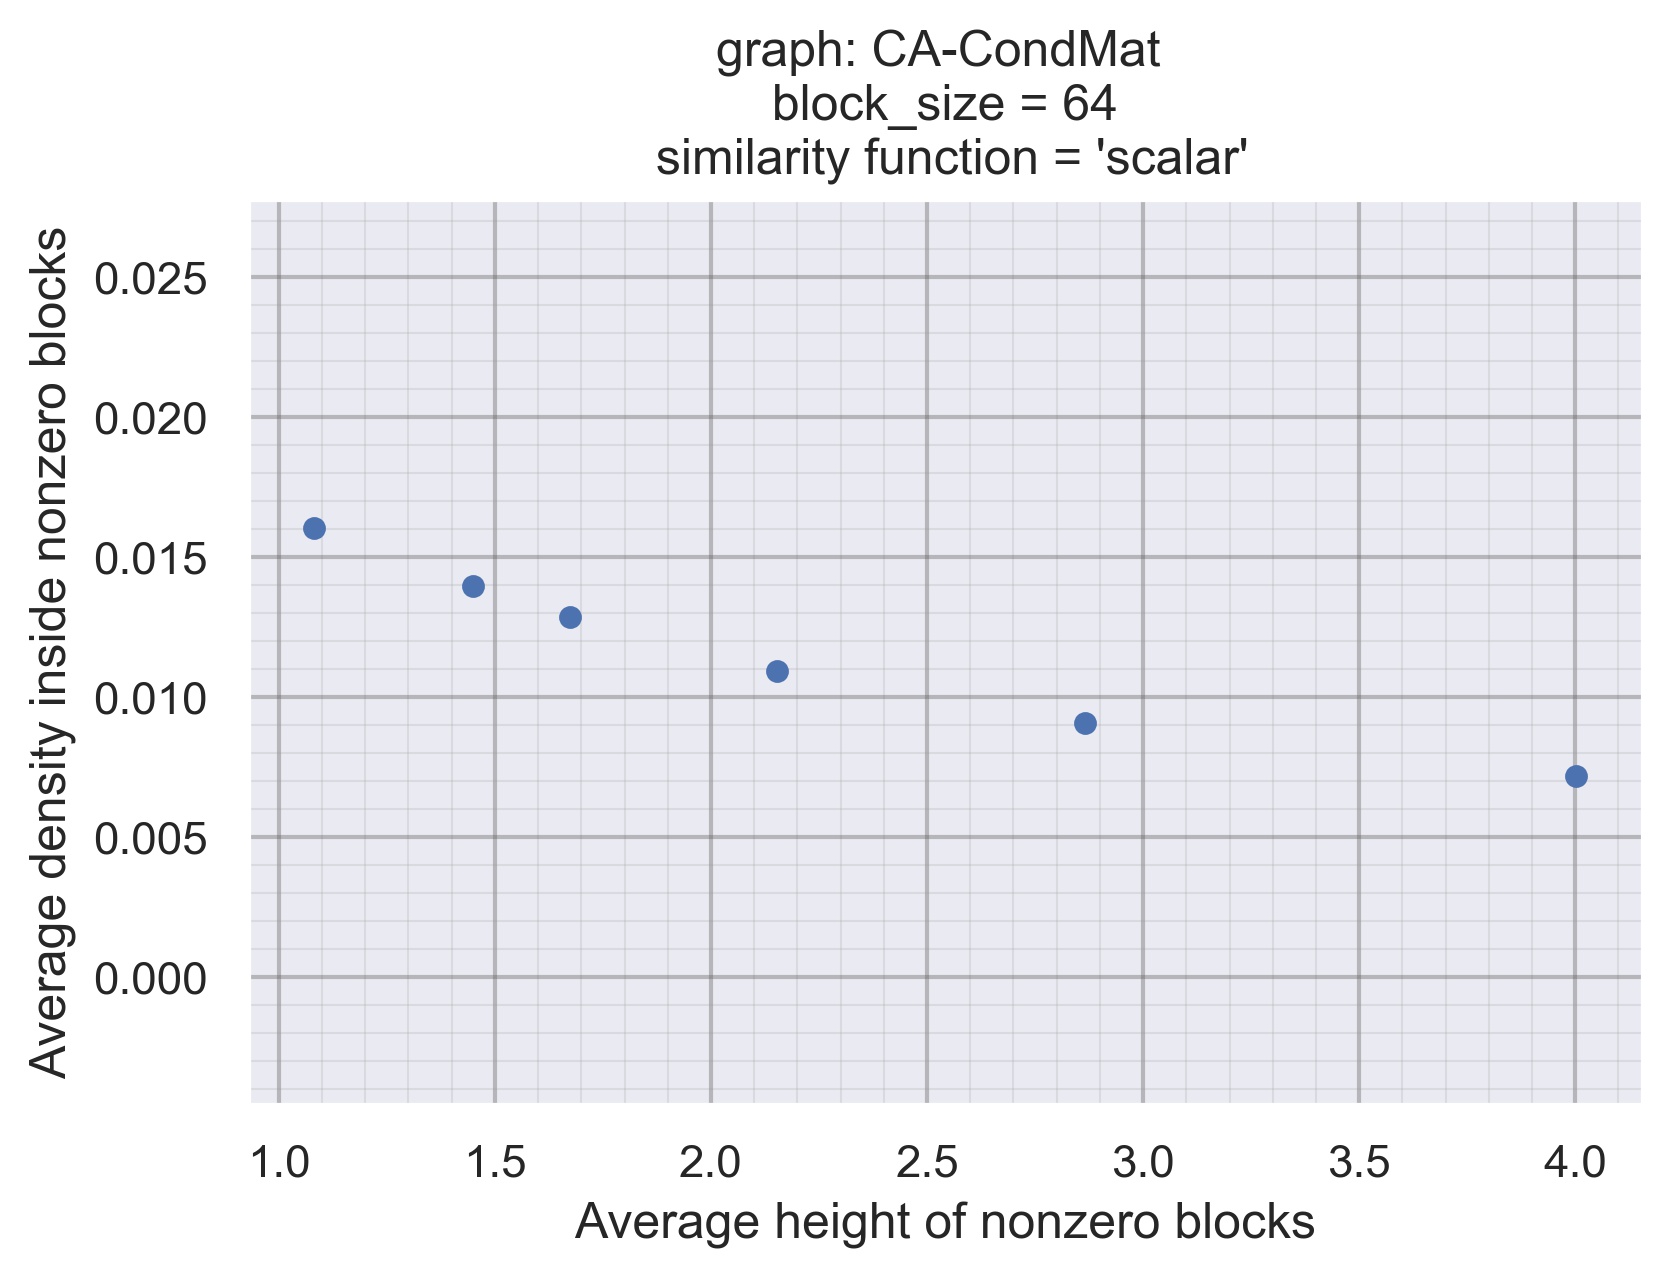 graph: CA-CondMat
block_size = 64
similarity function = 'scalar'
Average density inside nonzero blocks
0.025
0.020
0.015
0.010
0.005
0.000
1.0 1.5 2.0 2.5 3.0 3.5 4.0
Average height of nonzero blocks